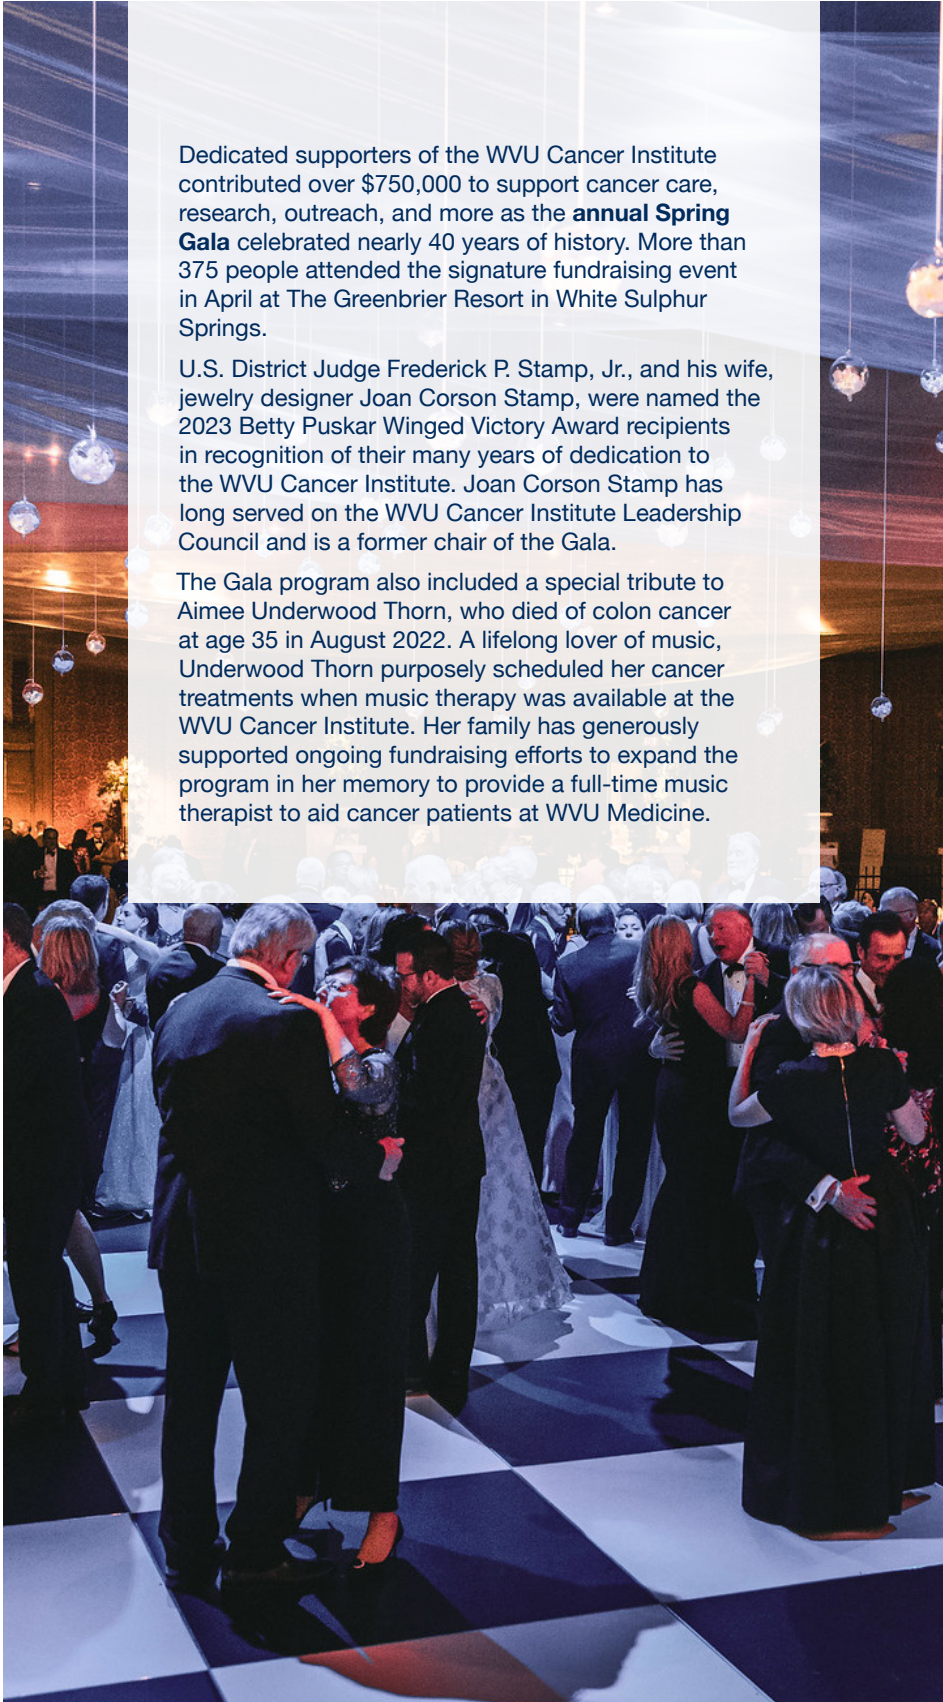 Dedicated supporters of the WVU Cancer Institute
contributed over $750,000 to support cancer care,
research, outreach, and more as the annual Spring
Gala celebrated nearly 40 years of history. More than
375 people attended the signature fundraising event
in April at The Greenbrier Resort in White Sulphur
Springs.
U.S. District Judge Frederick P. Stamp, Jr., and his wife,
jewelry designer Joan Corson Stamp, were named the
2023 Betty Puskar Winged Victory Award recipients
in recognition of their many years of dedication to
the WVU Cancer Institute. Joan Corson Stamp has
long served on the WVU Cancer Institute Leadership
Council and is a former chair of the Gala.
The Gala program also included a special tribute to
Aimee Underwood Thorn, who died of colon cancer
at age 35 in August 2022. A lifelong lover of music,
Underwood Thorn purposely scheduled her cancer
treatments when music therapy was available at the
WVU Cancer Institute. Her family has generously
supported ongoing fundraising efforts to expand the
program in her memory to provide a full-time music
therapist to aid cancer patients at WVU Medicine.